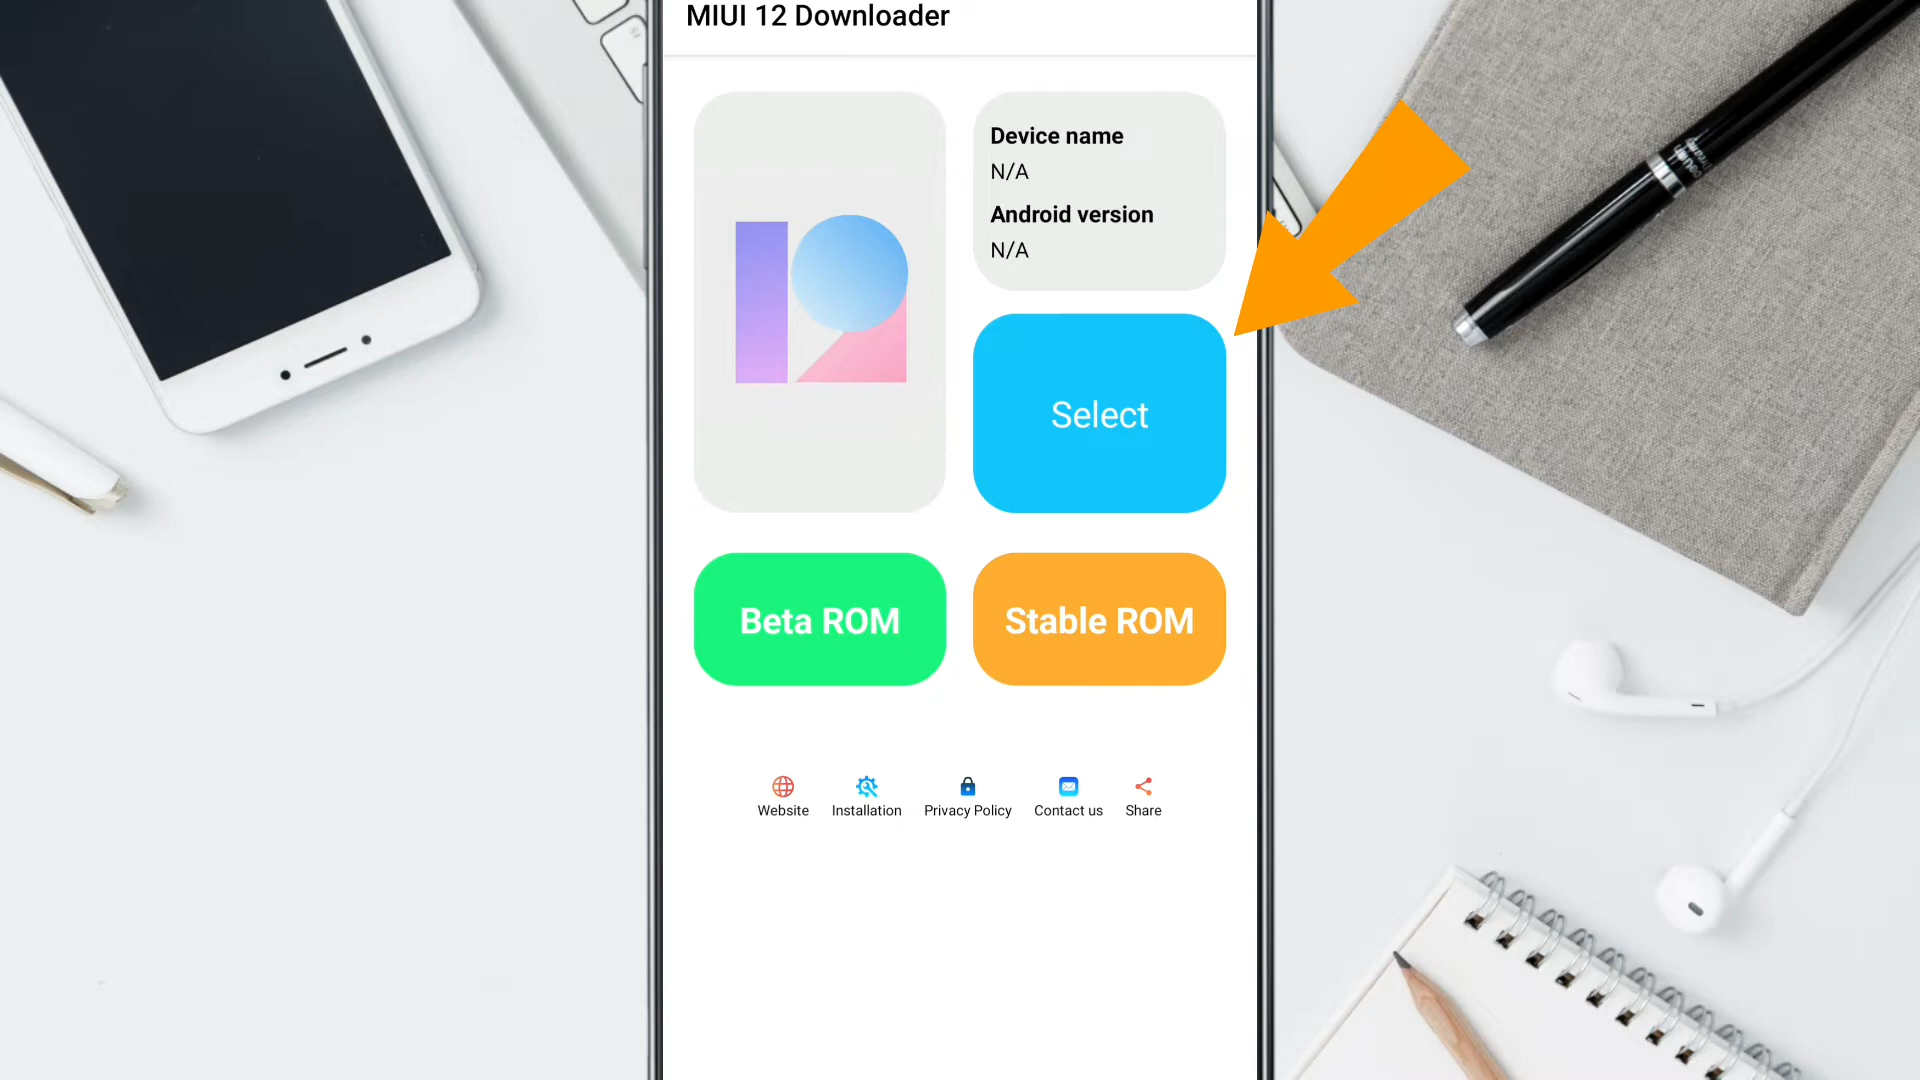 MIUI 12 Downloader
Device name
N/A
Android version
N/A
Select
Beta ROM
Stable ROM
Website
Installation
Privacy Policy
Contact us
Share